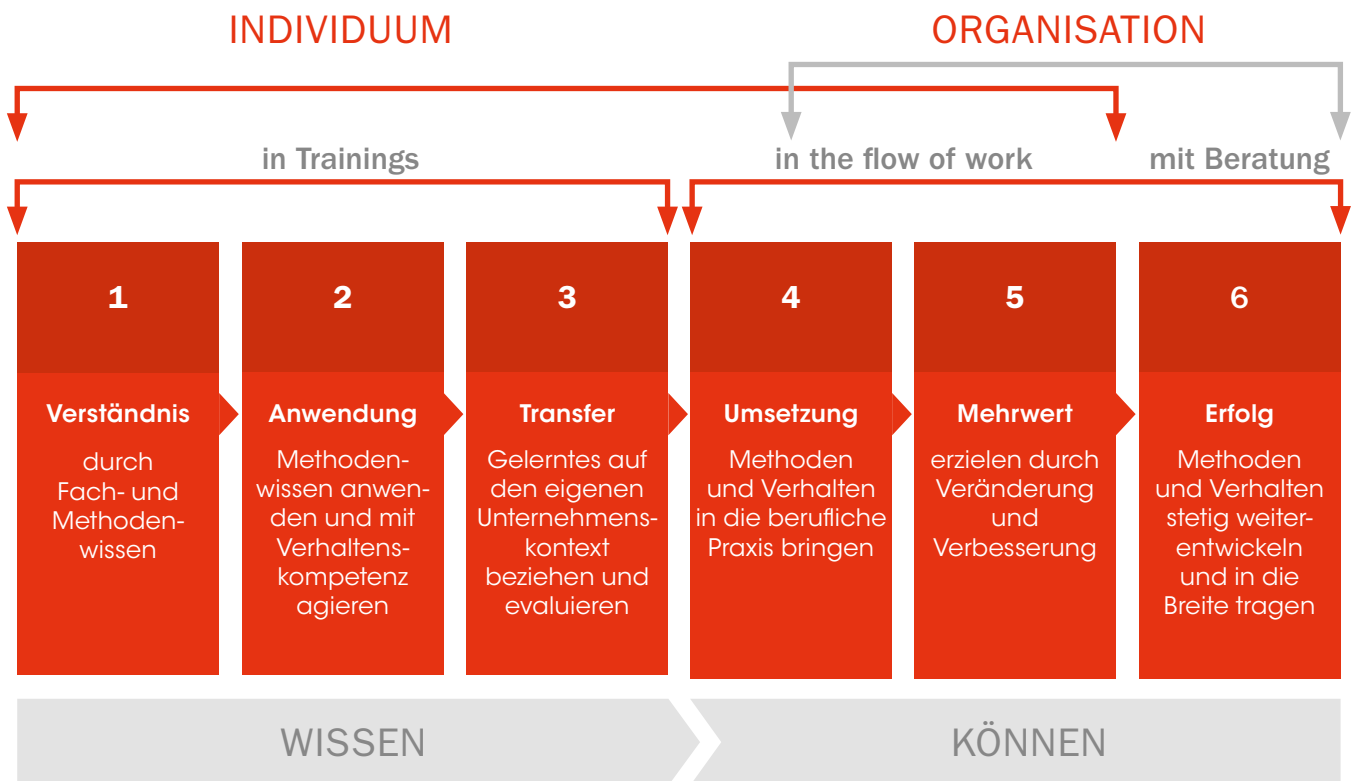 INDIVIDUUM
ORGANISATION
in Trainings
in the flow of work
mit Beratung
1
Verständnis
durch
Fach- und
Methoden-
wissen
2
Anwendung
Methoden-
wissen anwen-
den und mit
Verhaltens-
kompetenz
agieren
3
Transfer
Gelerntes auf
den eigenen
Unternehmens-
kontext
beziehen und
evaluieren
4
Umsetzung
Methoden
und Verhalten
in die berufliche
Praxis bringen
5
Mehrwert
erzielen durch
Veränderung
und
Verbesserung
6
Erfolg
Methoden
und Verhalten
stetig weiter-
entwickeln
und in die
Breite tragen
WISSEN
KÖNNEN